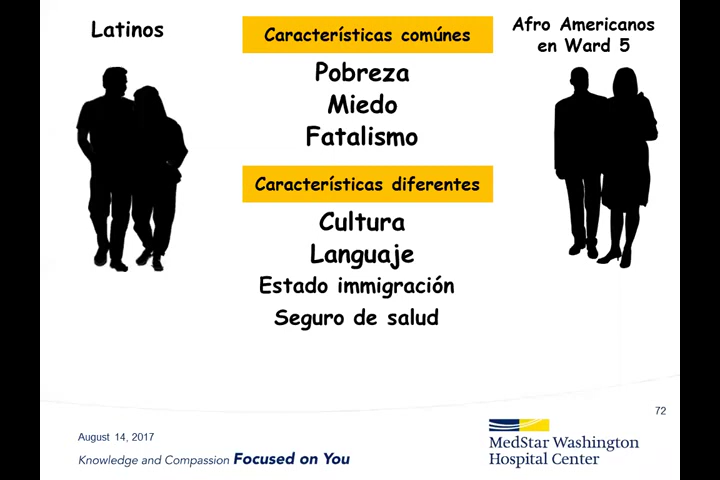 Latinos
Características comúnes
Afro Americanos
en Ward 5
Pobreza
Miedo
Fatalismo
Características diferentes
Cultura
Languaje
Estado immigración
Seguro de salud
72
August 14, 2017
Knowledge and Compassion Focused on You
MedStar Washington
Hospital Center